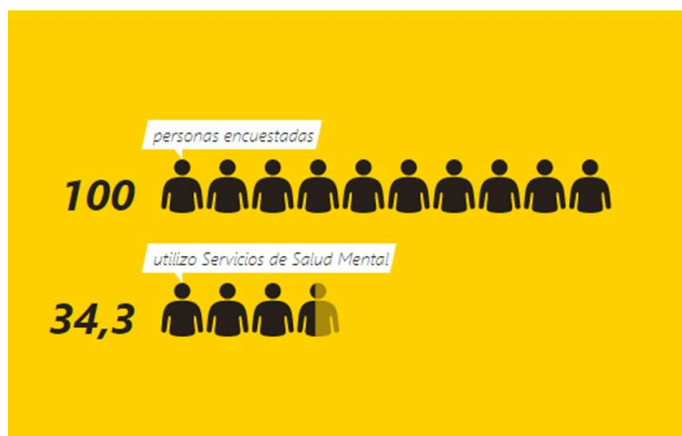 personas encuestadas
100
utilizo Servicios de Salud Mental
34,3